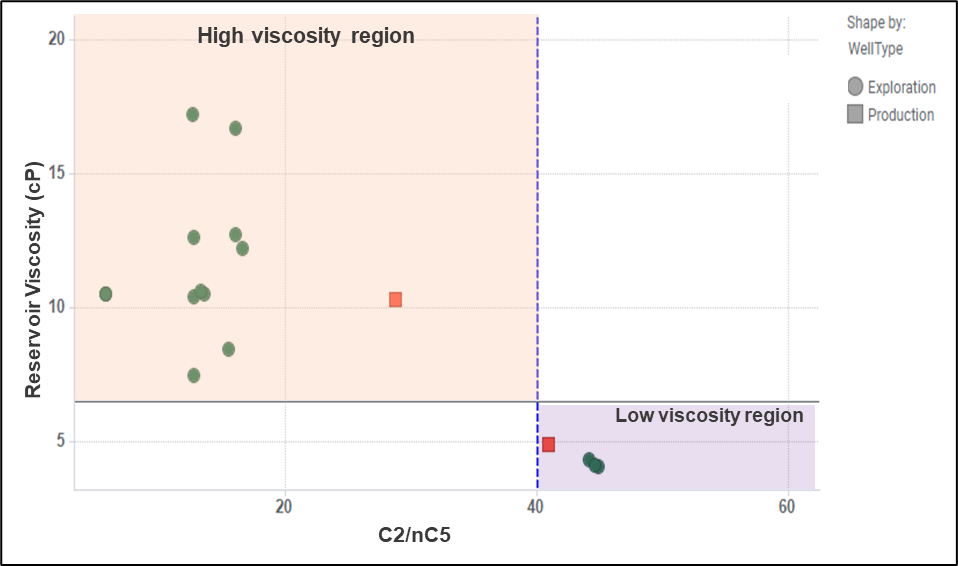 High viscosity region
Shape by:
WellType
Exploration
Production
Reservoir Viscosity (cP)
20
15
10
5
Low viscosity region
20
40
60
C2/nC5